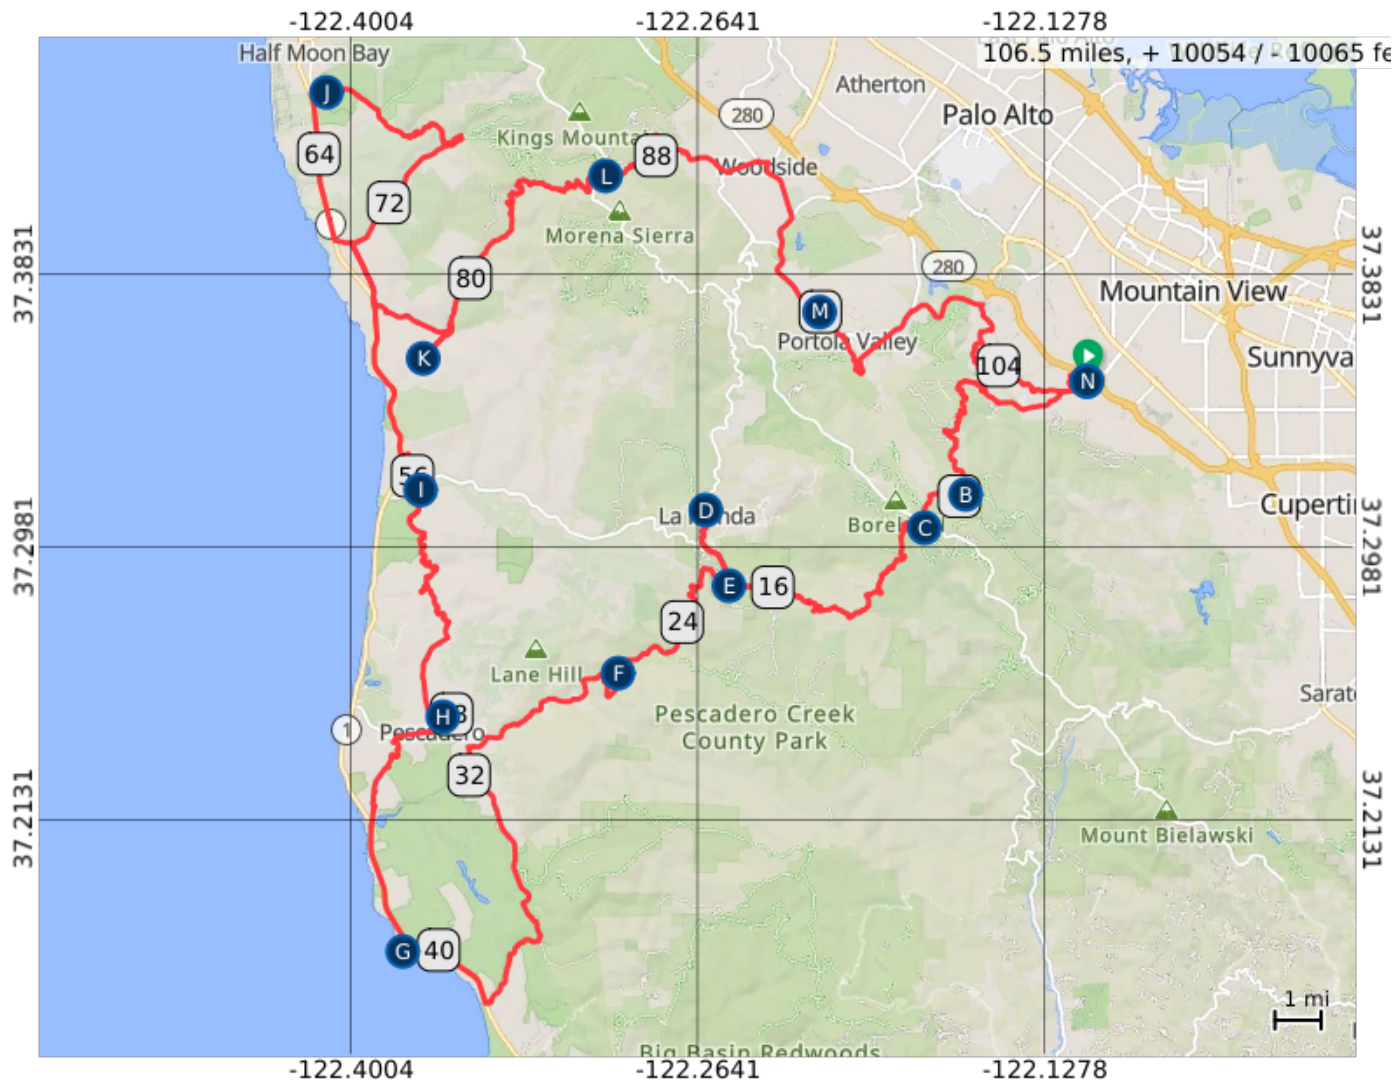 -122.4004
-122.2641
-122.1278
106.5 miles, + 10054 / - 10065 fe
Half Moon Bay
J
Atherton
280
Palo Alto
Kings Mountai
64
88
Woodside
L
72
Morena Sierra
37.3831
37.3831
280
80
Mountain View
M
Portola Valley
K
Sunnyva
104
N
56
I
B
Cuperti
D
La
nda
Borel
C
37.2981
37.2981
E
16
24
Lane Hill
F
Sarat
Pescadero Creek
County Park
H
1
Pescadero
32
37.2131
37.2131
Mount Bielawski
G
40
1 mi
Big Basin Redwoods
-122.4004
-122.2641
-122.1278